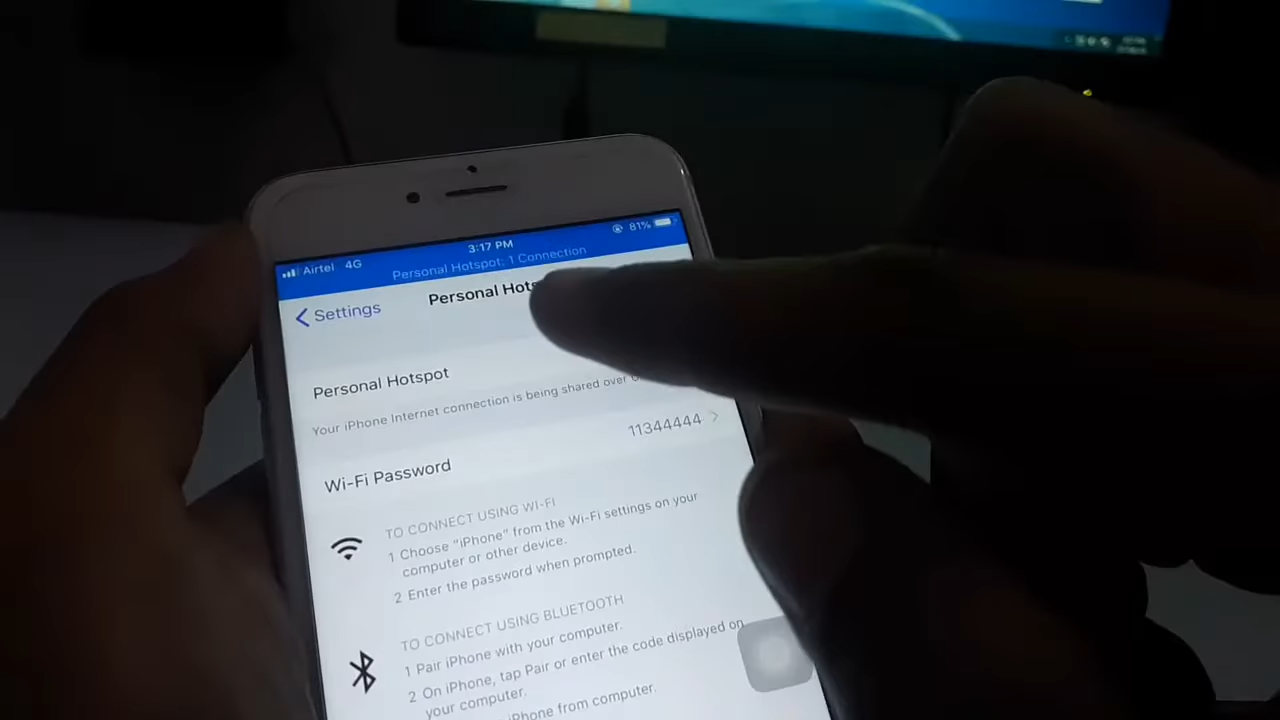 Airtel 4G 3:17 PM 81%
Personal Hotspot: 1 Connection
Settings Personal
Personal Hotspot
Your iPhone Internet connection is being shared over
11344444
Wi-Fi Password
TO CONNECT USING WI-FI
1 Choose "iPhone" from the Wi-Fi settings on your
computer or other device.
2 Enter the password when prompted.
TO CONNECT USING BLUETOOTH
1 Pair iPhone with your computer.
2 On iPhone, tap Pair or enter the code displayed on
your computer.
iPhone from computer.